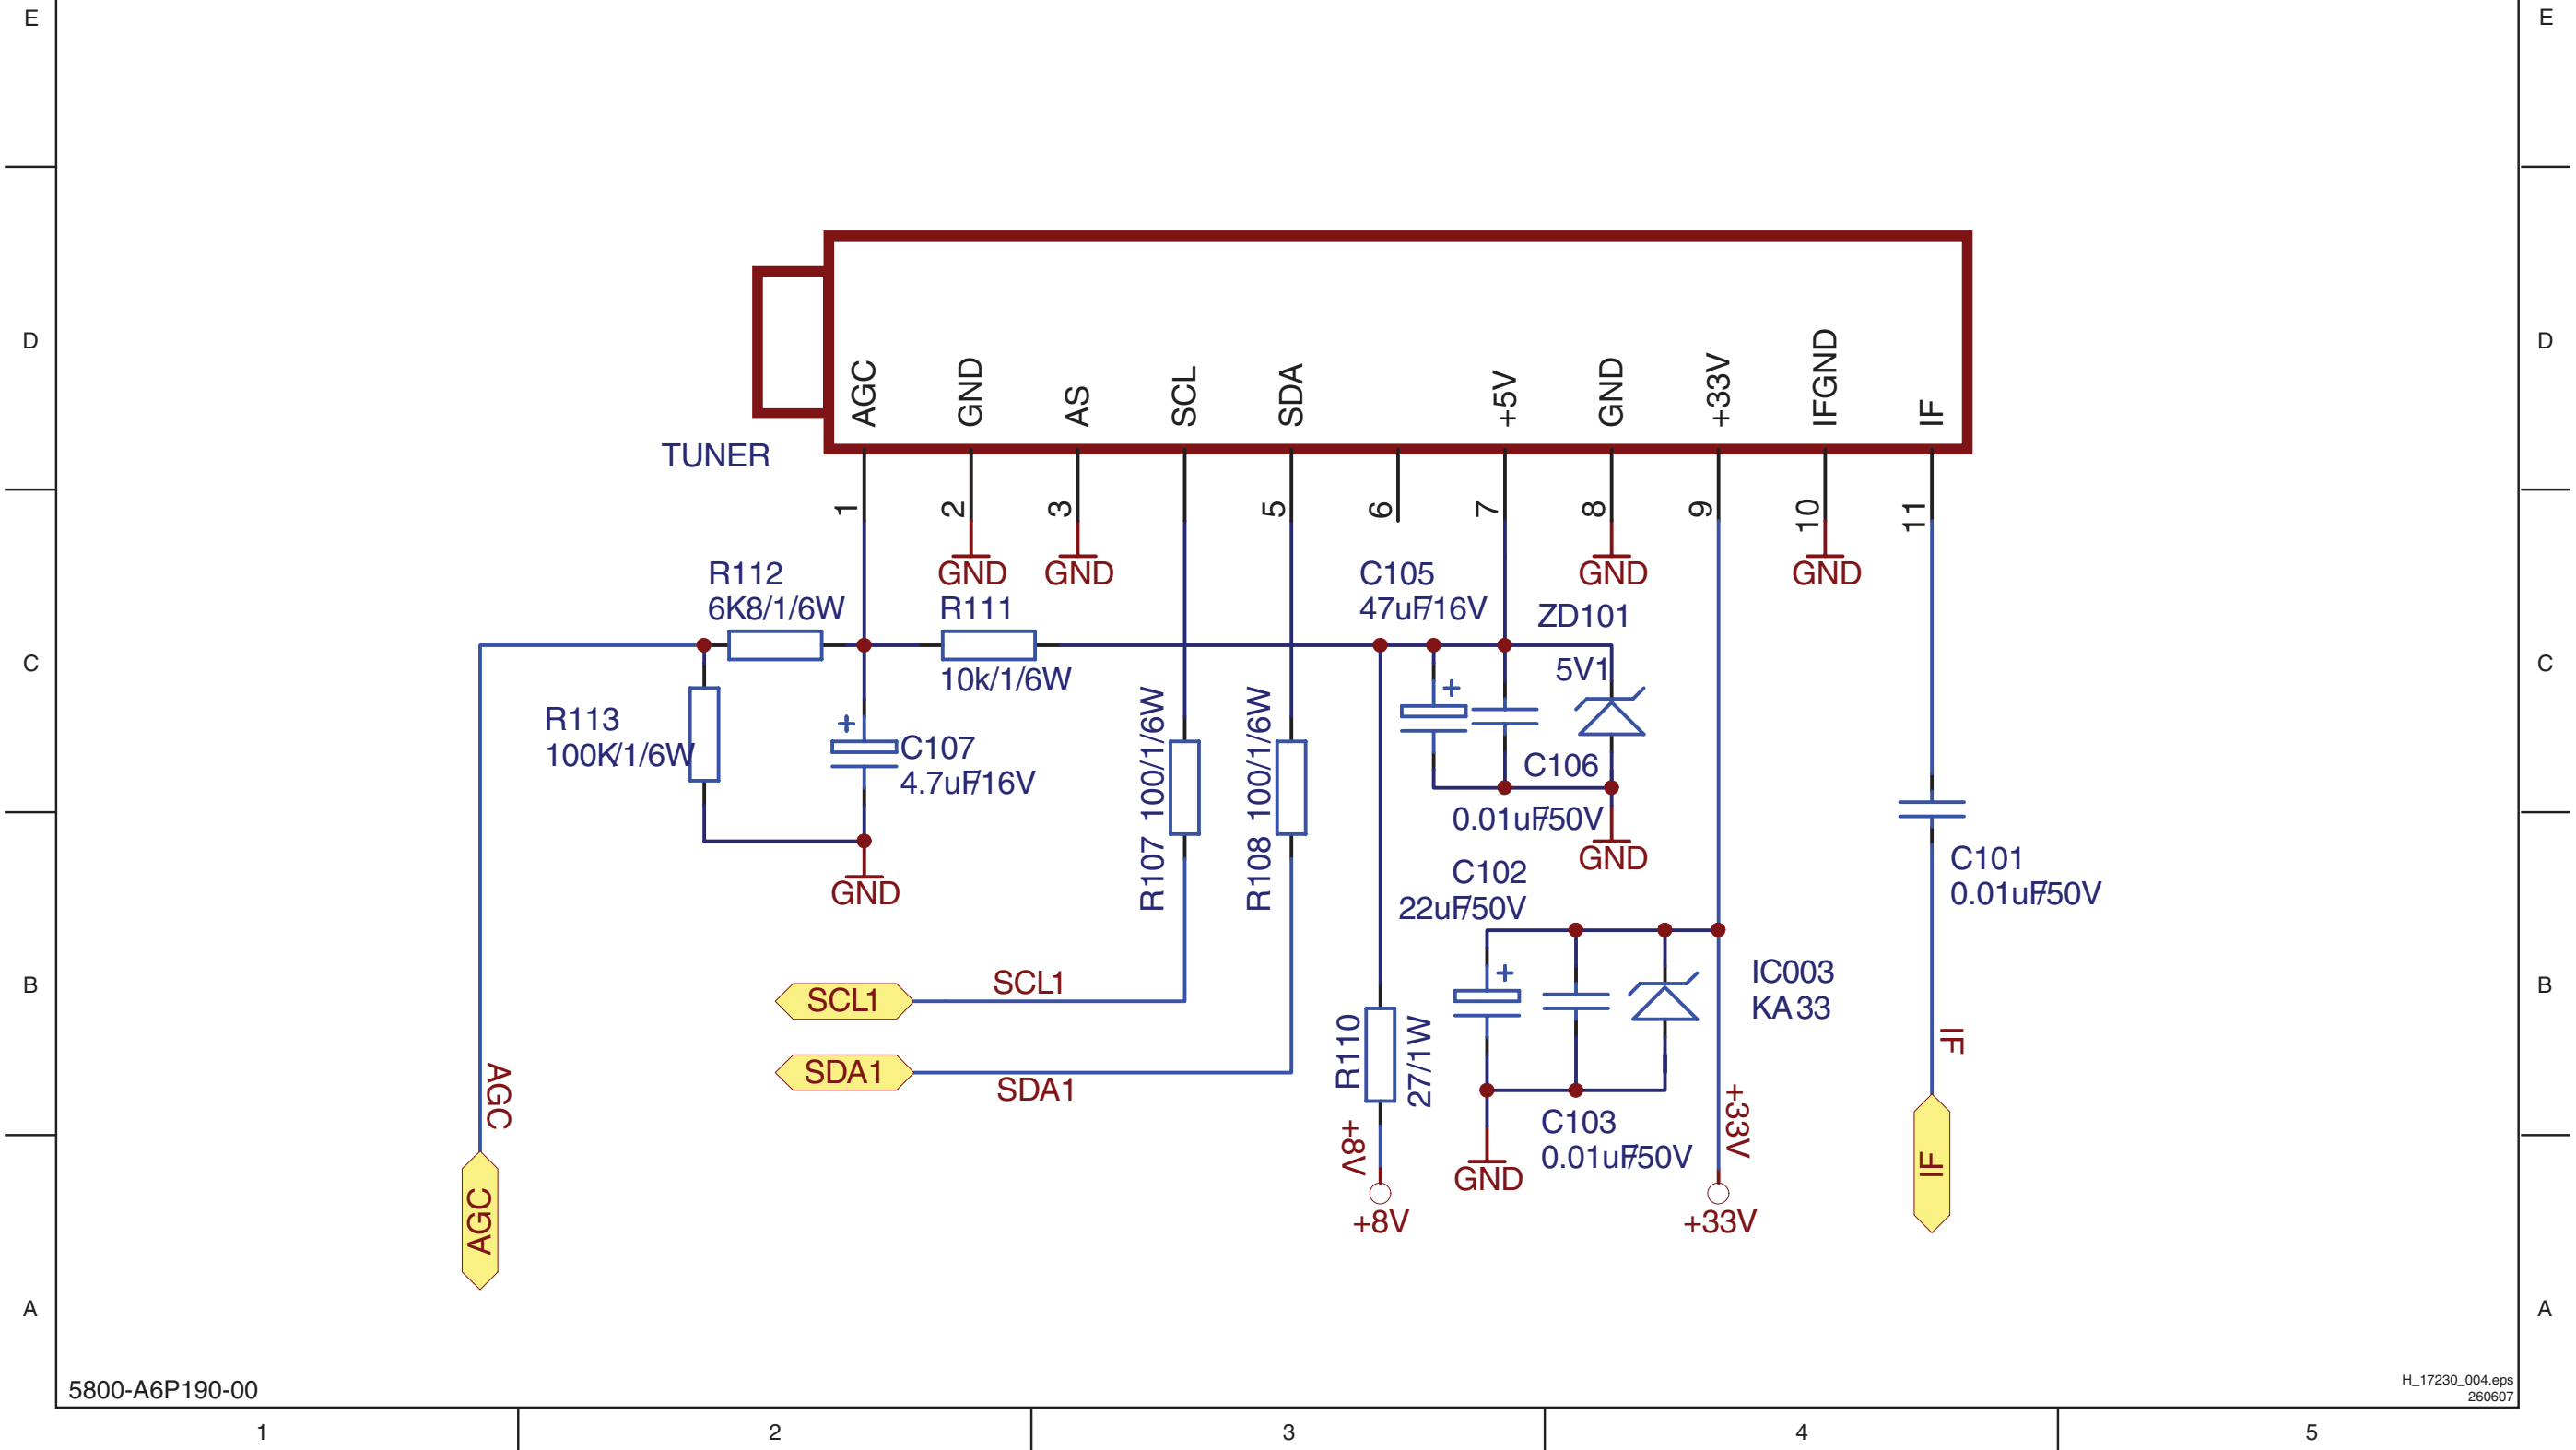 E
E
D
D
AGC
GND
AS
SCL
SDA
+5V
GND
+33V
IFGND
IF
TUNER
1
2
3
5
6
7
8
9
10
11
GND
GND
GND
GND
R112
6K8/1/6W
R111
10k/1/6W
C105
47uF/16V
ZD101
5V1
C
C
R113
100K/1/6W
C107
4.7uF/16V
R107 100/1/6W
R108 100/1/6W
C106
0.01uF/50V
GND
GND
C102
22uF/50V
C101
0.01uF/50V
B
B
SCL1
SCL1
SDA1
SDA1
R110
27/1W
IC003
KA33
IF
AGC
+8V
+33V
C103
0.01uF/50V
GND
IF
AGC
+8V
+33V
A
A
5800-A6P190-00
H_17230_004.eps
260607
1
2
3
4
5